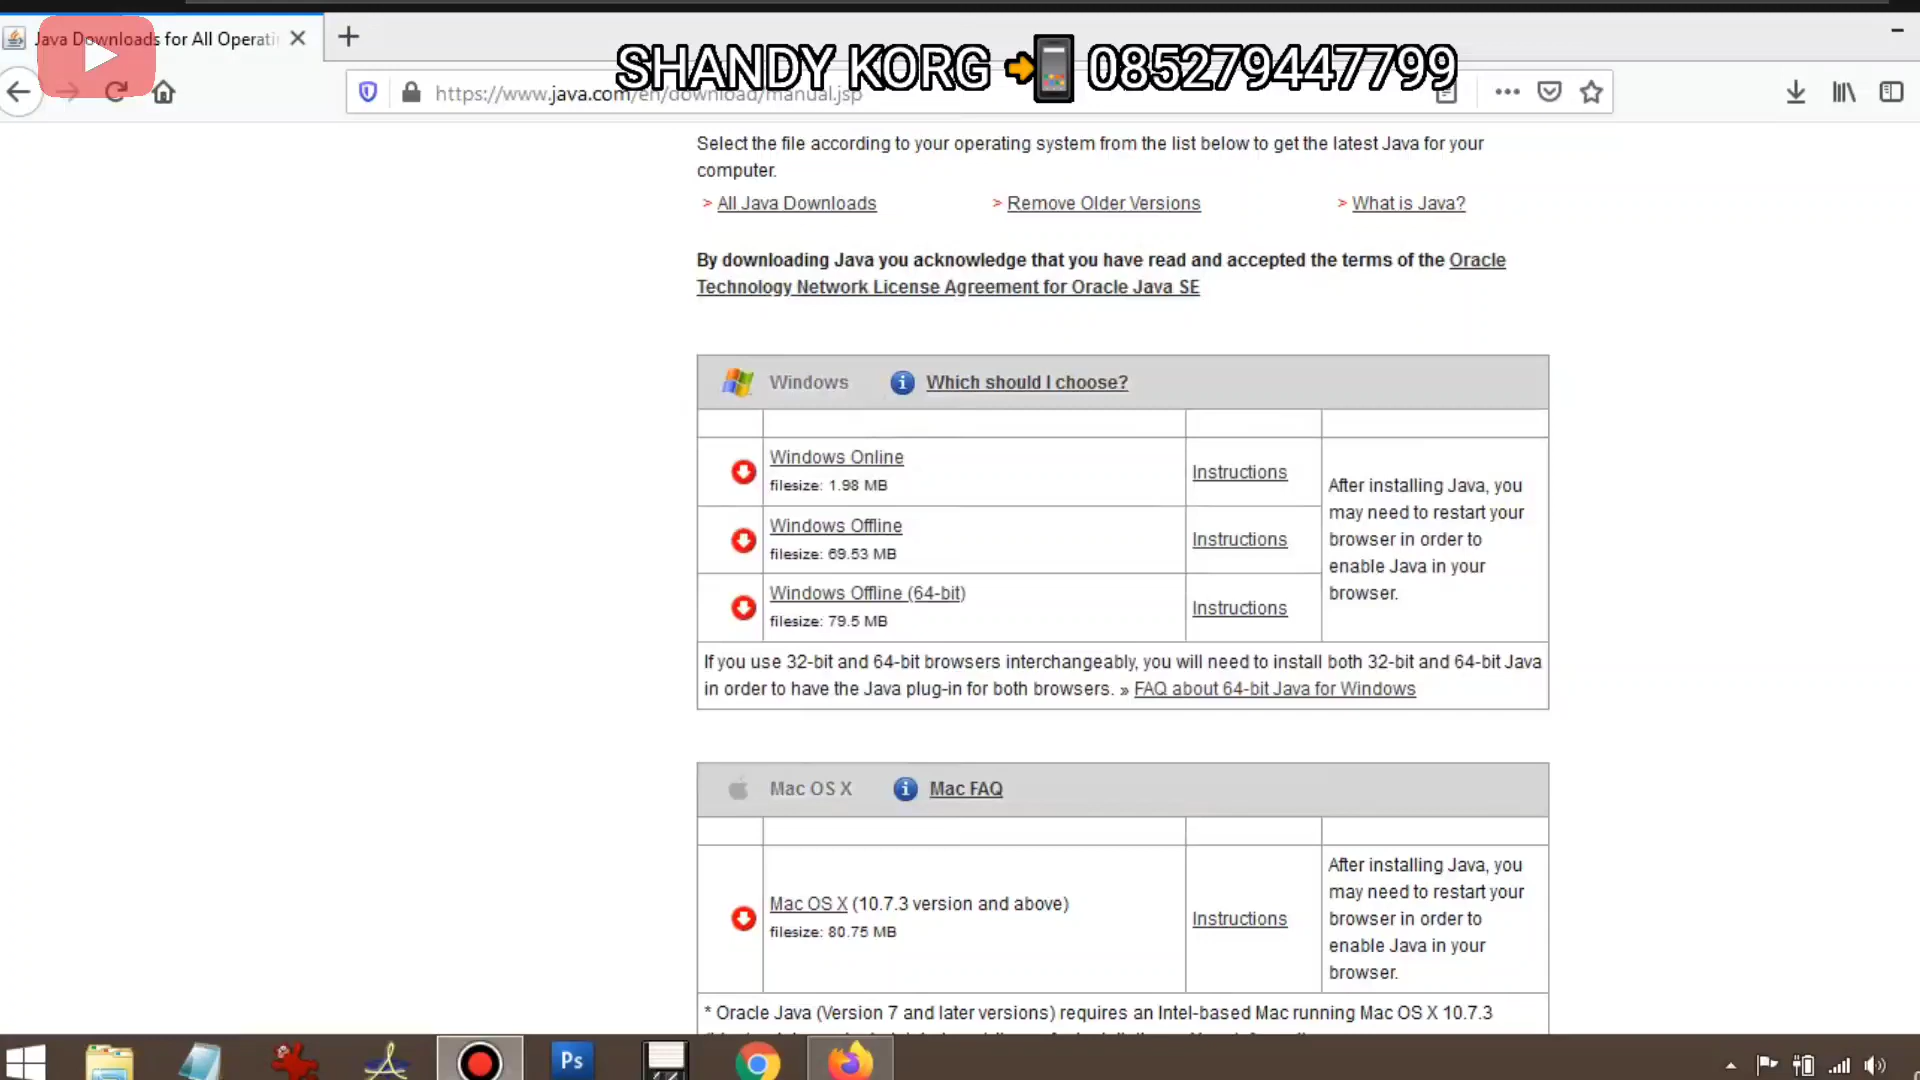 Java Downloads for All Operati
SHANDY KORG 085279447799
https://www.java.com/en/download/manual.jsp
Select the file according to your operating system from the list below to get the latest Java for your
computer.
> All Java Downloads > Remove Older Versions > What is Java?
By downloading Java you acknowledge that you have read and accepted the terms of the Oracle
Technology Network License Agreement for Oracle Java SE
Windows Which should I choose?
Windows Online
filesize: 1.98 MB
Instructions
Windows Offline
filesize: 69.53 MB
Instructions
Windows Offline (64-bit)
filesize: 79.5 MB
Instructions
After installing Java, you
may need to restart your
browser in order to
enable Java in your
browser.
If you use 32-bit and 64-bit browsers interchangeably, you will need to install both 32-bit and 64-bit Java
in order to have the Java plug-in for both browsers. » FAQ about 64-bit Java for Windows
Mac OS X Mac FAQ
Mac OS X (10.7.3 version and above)
filesize: 80.75 MB
Instructions
After installing Java, you
may need to restart your
browser in order to
enable Java in your
browser.
* Oracle Java (Version 7 and later versions) requires an Intel-based Mac running Mac OS X 10.7.3
Ps